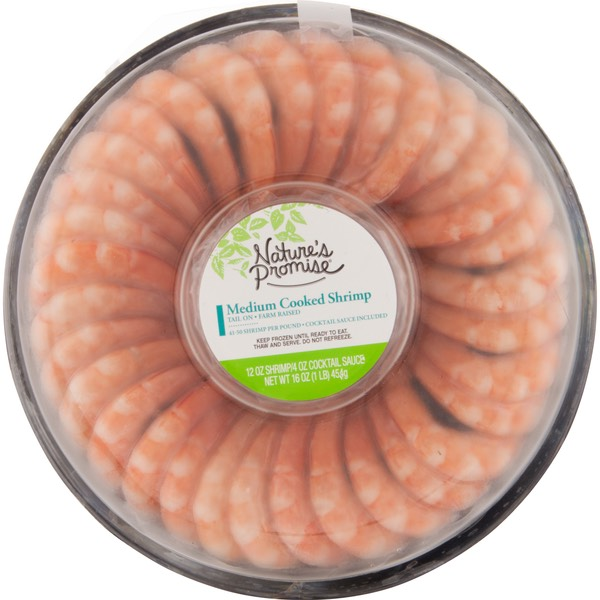 Nature's
Promise
Medium Cooked Shrimp
TAIL ON • FARM RAISED
41-50 SHRIMP PER POUND • COCKTAIL SAUCE INCLUDED
KEEP FROZEN UNTIL READY TO EAT.
THAW AND SERVE. DO NOT REFREEZE.
12 OZ SHRIMP/4 OZ COCKTAIL SAUCE
NET WT 16 OZ (1 LB) 454g